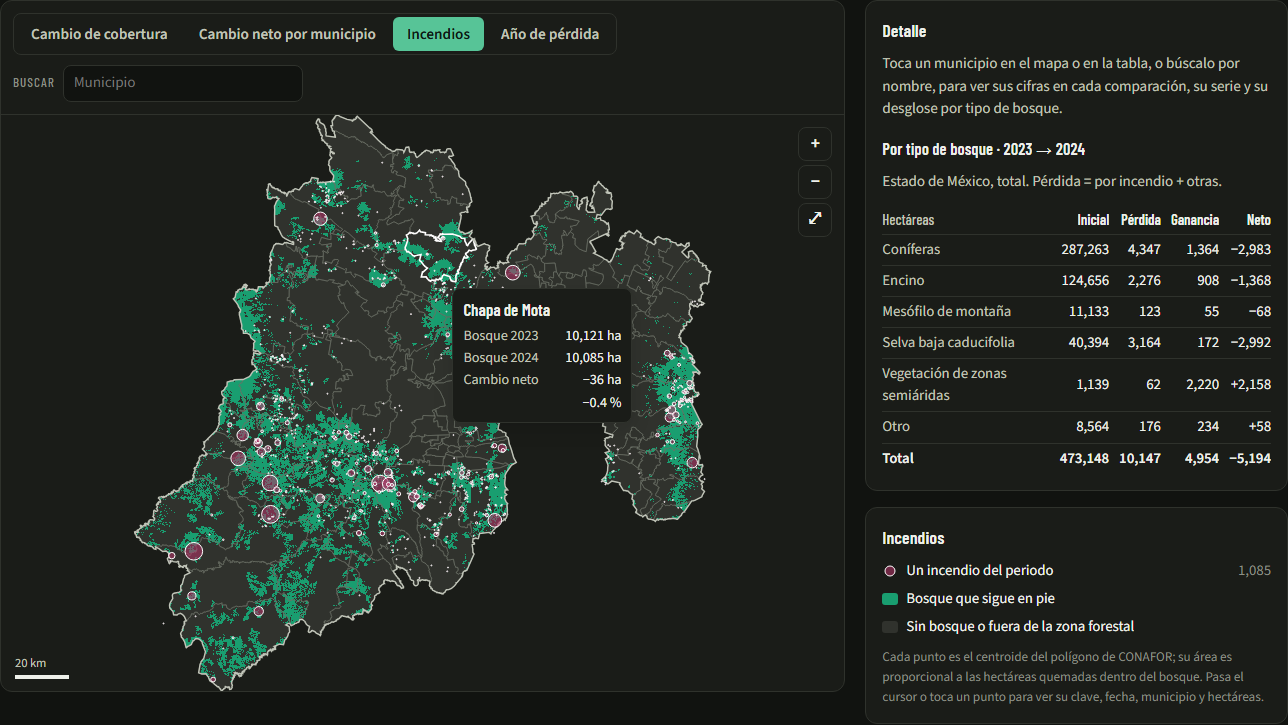 Cambio de cobertura Cambio neto por municipio Incendios Año de pérdida
BUSCAR Municipio
+
−
Chapa de Mota
Bosque 2023 10,121 ha
Bosque 2024 10,085 ha
Cambio neto −36 ha
−0.4 %
20 km
Detalle
Toca un municipio en el mapa o en la tabla, o búscalo por
nombre, para ver sus cifras en cada comparación, su serie y su
desglose por tipo de bosque.
Por tipo de bosque · 2023 → 2024
Estado de México, total. Pérdida = por incendio + otras.
Hectáreas Inicial Pérdida Ganancia Neto
Coníferas 287,263 4,347 1,364 −2,983
Encino 124,656 2,276 908 −1,368
Mesófilo de montaña 11,133 123 55 −68
Selva baja caducifolia 40,394 3,164 172 −2,992
Vegetación de zonas
semiáridas 1,139 62 2,220 +2,158
Otro 8,564 176 234 +58
Total 473,148 10,147 4,954 −5,194
Incendios
Un incendio del periodo 1,085
Bosque que sigue en pie
Sin bosque o fuera de la zona forestal
Cada punto es el centroide del polígono de CONAFOR; su área es
proporcional a las hectáreas quemadas dentro del bosque. Pasa el
cursor o toca un punto para ver su clave, fecha, municipio y hectáreas.